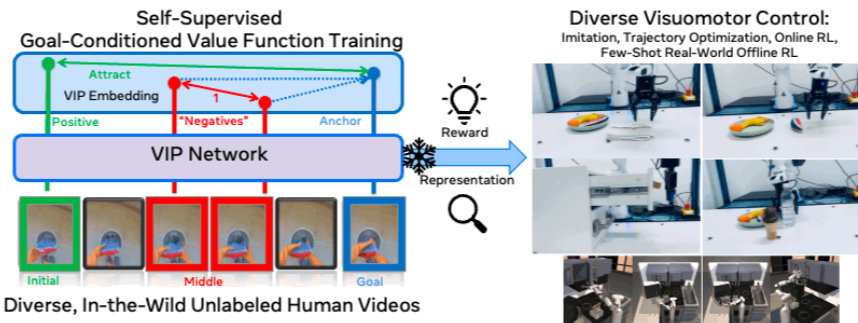 Self-Supervised
Goal-Conditioned Value Function Training
Attract
VIP Embedding
1
Positive
"Negatives"
Anchor
VIP Network
Initial
Middle
Goal
Diverse, In-the-Wild Unlabeled Human Videos
Reward
Representation
Diverse Visuomotor Control:
Imitation, Trajectory Optimization, Online RL,
Few-Shot Real-World Offline RL